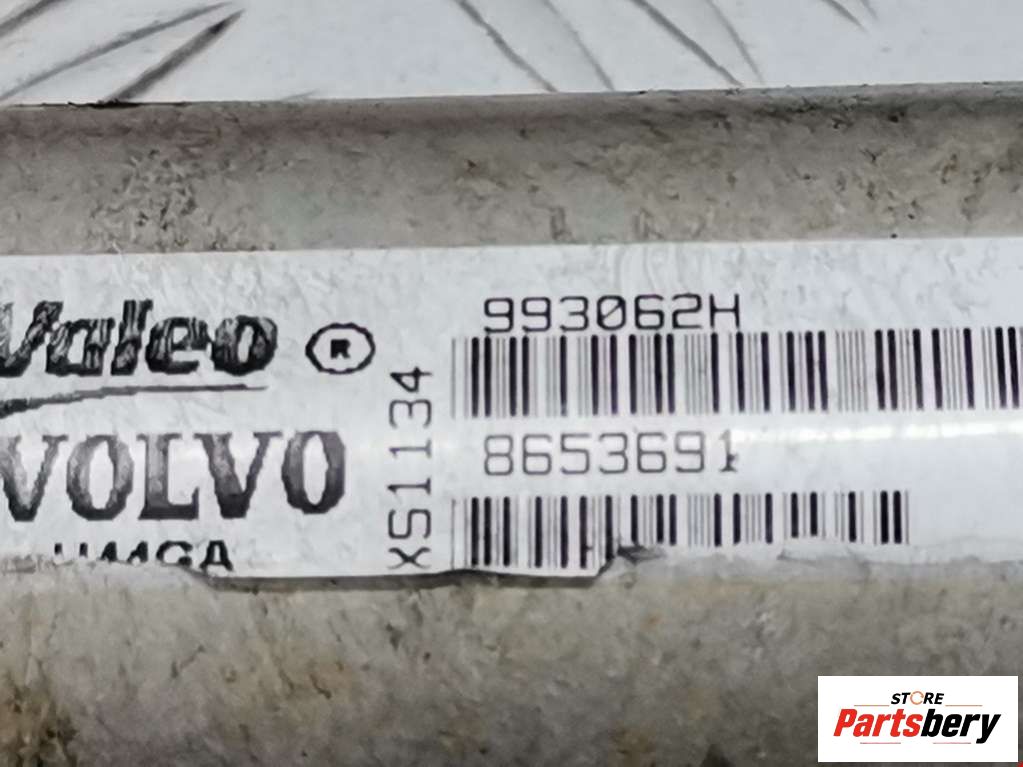 Valeo ®
VOLVO
XS1134
993062H
8653691
STORE
Partsbery